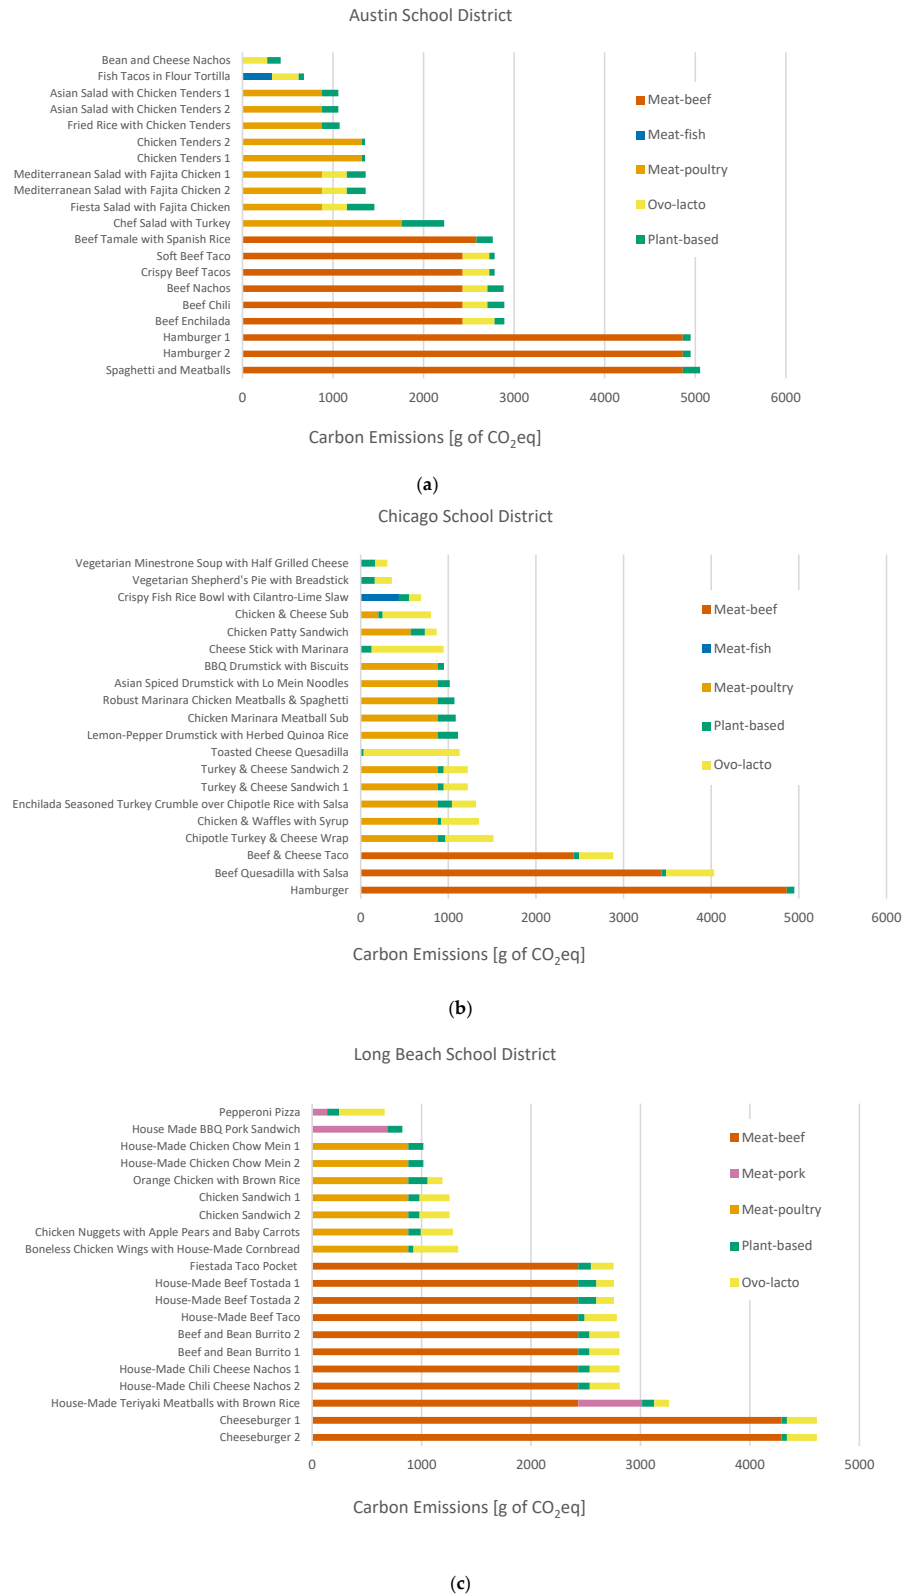 Austin School District
Bean and Cheese Nachos
Fish Tacos in Flour Tortilla
Asian Salad with Chicken Tenders 1
Asian Salad with Chicken Tenders 2
Fried Rice with Chicken Tenders
Chicken Tenders 2
Chicken Tenders 1
Mediterranean Salad with Fajita Chicken 1
Mediterranean Salad with Fajita Chicken 2
Fiesta Salad with Fajita Chicken
Chef Salad with Turkey
Beef Tamale with Spanish Rice
Soft Beef Taco
Crispy Beef Tacos
Beef Nachos
Beef Chili
Beef Enchilada
Hamburger 1
Hamburger 2
Spaghetti and Meatballs
Meat-beef
Meat-fish
Meat-poultry
Ovo-lacto
Plant-based
0 1000 2000 3000 4000 5000 6000
Carbon Emissions [g of CO₂eq]
(a)
Chicago School District
Vegetarian Minestrone Soup with Half Grilled Cheese
Vegetarian Shepherd's Pie with Breadstick
Crispy Fish Rice Bowl with Cilantro-Lime Slaw
Chicken & Cheese Sub
Chicken Patty Sandwich
Cheese Stick with Marinara
BBQ Drumstick with Biscuits
Asian Spiced Drumstick with Lo Mein Noodles
Robust Marinara Chicken Meatballs & Spaghetti
Chicken Marinara Meatball Sub
Lemon-Pepper Drumstick with Herbed Quinoa Rice
Toasted Cheese Quesadilla
Turkey & Cheese Sandwich 2
Turkey & Cheese Sandwich 1
Enchilada Seasoned Turkey Crumble over Chipotle Rice with Salsa
Chicken & Waffles with Syrup
Chipotle Turkey & Cheese Wrap
Beef & Cheese Taco
Beef Quesadilla with Salsa
Hamburger
Meat-beef
Meat-fish
Meat-poultry
Plant-based
Ovo-lacto
0 1000 2000 3000 4000 5000 6000
Carbon Emissions [g of CO₂eq]
(b)
Long Beach School District
Pepperoni Pizza
House Made BBQ Pork Sandwich
House-Made Chicken Chow Mein 1
House-Made Chicken Chow Mein 2
Orange Chicken with Brown Rice
Chicken Sandwich 1
Chicken Sandwich 2
Chicken Nuggets with Apple Pears and Baby Carrots
Boneless Chicken Wings with House-Made Cornbread
Fiestada Taco Pocket
House-Made Beef Tostada 1
House-Made Beef Tostada 2
House-Made Beef Taco
Beef and Bean Burrito 2
Beef and Bean Burrito 1
House-Made Chili Cheese Nachos 1
House-Made Chili Cheese Nachos 2
House-Made Teriyaki Meatballs with Brown Rice
Cheeseburger 1
Cheeseburger 2
Meat-beef
Meat-pork
Meat-poultry
Plant-based
Ovo-lacto
0 1000 2000 3000 4000 5000
Carbon Emissions [g of CO₂eq]
(c)